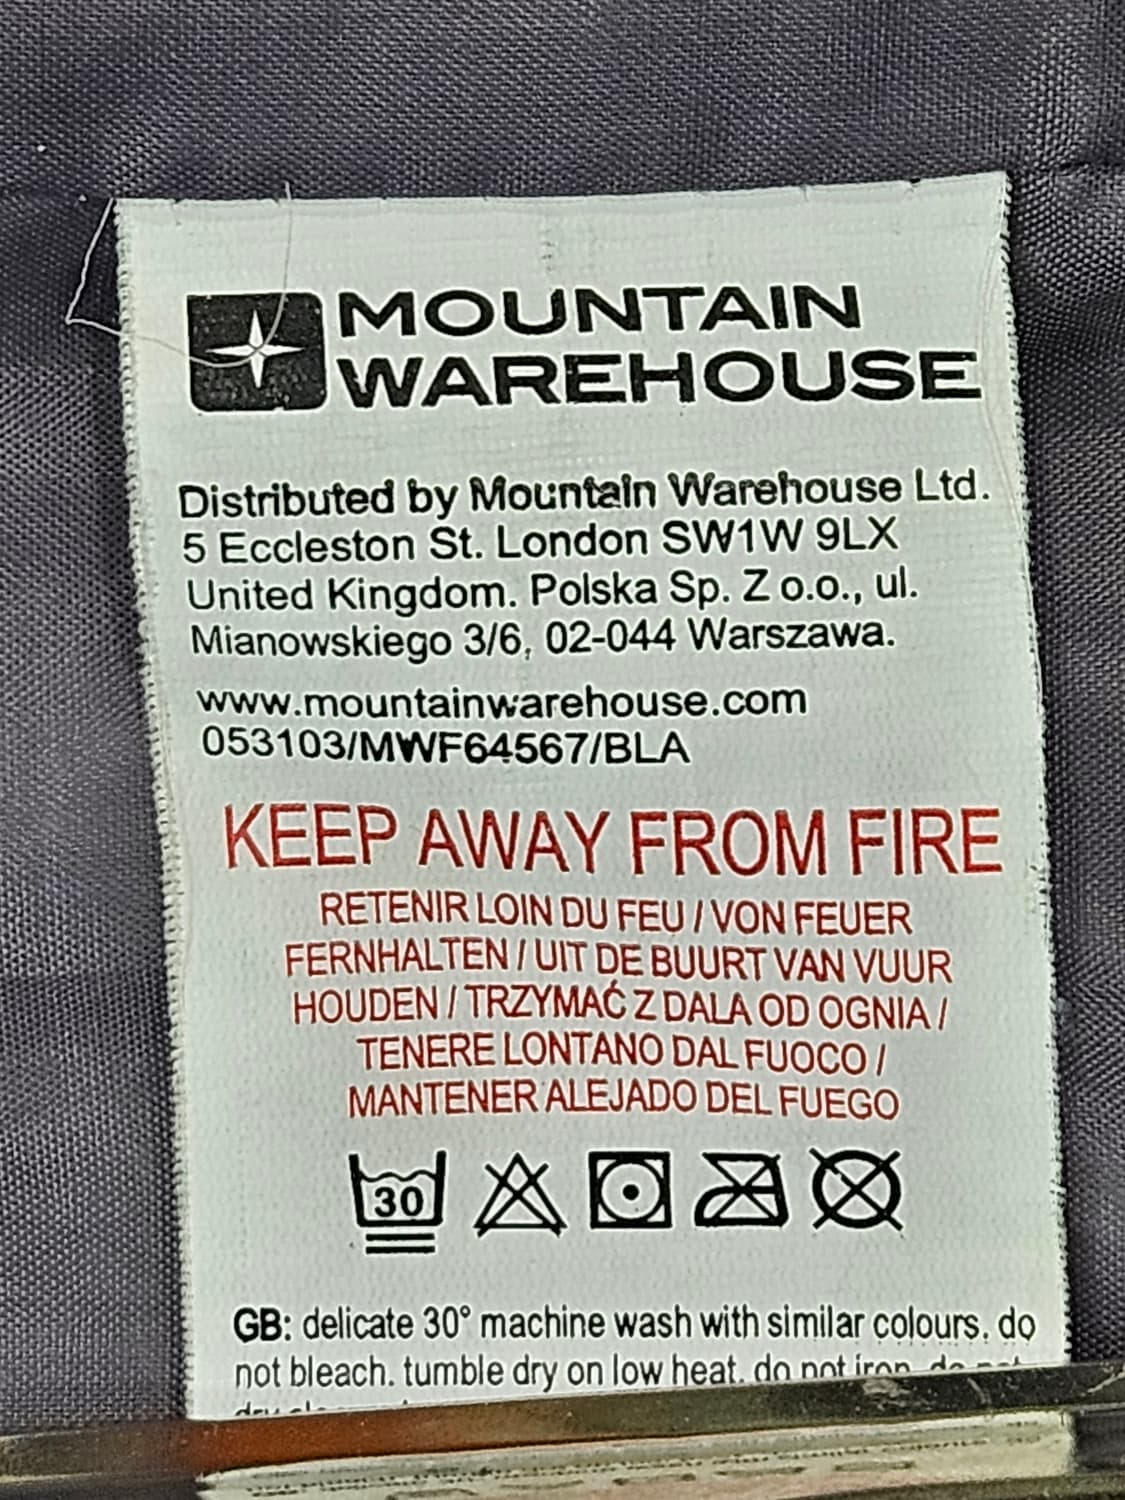 MOUNTAIN
WAREHOUSE
Distributed by Mountain Warehouse Ltd.
5 Eccleston St. London SW1W 9LX
United Kingdom. Polska Sp. Z o.o., ul.
Mianowskiego 3/6, 02-044 Warszawa.
www.mountainwarehouse.com
053103/MWF64567/BLA
KEEP AWAY FROM FIRE
RETENIR LOIN DU FEU / VON FEUER
FERNHALTEN / UIT DE BUURT VAN VUUR
HOUDEN / TRZYMAĆ Z DALA OD OGNIA /
TENERE LONTANO DAL FUOCO /
MANTENER ALEJADO DEL FUEGO
30
GB: delicate 30° machine wash with similar colours. do
not bleach. tumble dry on low heat. do not iron. do not